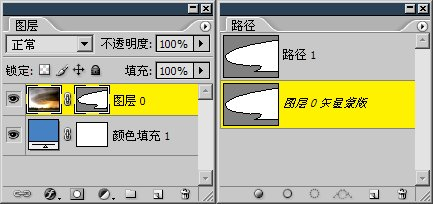 图层
正常
不透明度: 100%
锁定:
填充: 100%
图层 0
颜色填充 1
路径
路径 1
图层 0 矢量蒙版